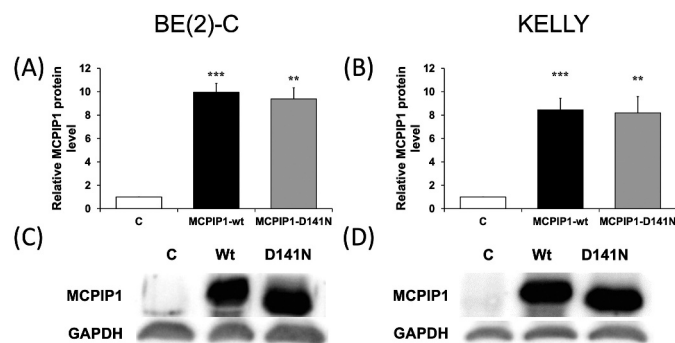 BE(2)-C
KELLY
(A)
Relative MCPIP1 protein
level
12
10
8
6
4
2
0
***
**
C
MCPIP1-wt
MCPIP1-D141N
(B)
Relative MCPIP1 protein
level
12
10
8
6
4
2
0
***
**
C
MCPIP1-wt
MCPIP1-D141N
(C)
C Wt D141N
MCPIP1
GAPDH
(D)
C Wt D141N
MCPIP1
GAPDH